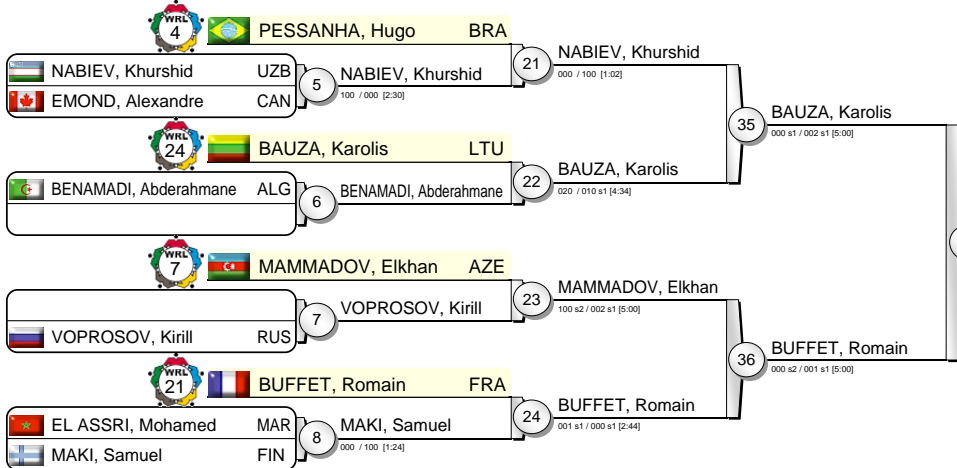 WRL
4
PESSANHA, Hugo BRA
NABIEV, Khurshid UZB
EMOND, Alexandre CAN
5
NABIEV, Khurshid
100 / 000 [2:30]
21
NABIEV, Khurshid
000 / 100 [1:02]
WRL
24
BAUZA, Karolis LTU
BENAMADI, Abderahmane ALG
6
BENAMADI, Abderahmane
22
BAUZA, Karolis
020 / 010 s1 [4:34]
35
BAUZA, Karolis
000 s1 / 002 s1 [5:00]
WRL
7
MAMMADOV, Elkhan AZE
VOPROSOV, Kirill RUS
7
VOPROSOV, Kirill
23
MAMMADOV, Elkhan
100 s2 / 002 s1 [5:00]
WRL
21
BUFFET, Romain FRA
EL ASSRI, Mohamed MAR
MAKI, Samuel FIN
8
MAKI, Samuel
000 / 100 [1:24]
24
BUFFET, Romain
001 s1 / 000 s1 [2:44]
36
BUFFET, Romain
000 s2 / 001 s1 [5:00]